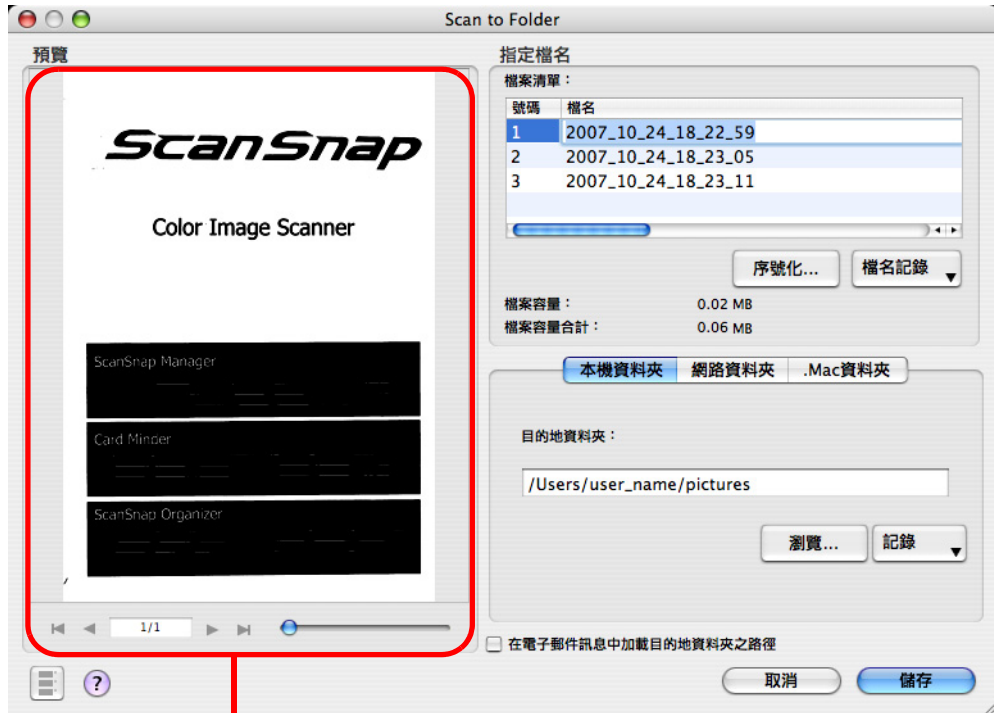 Scan to Folder
預覽
ScanSnap
Color Image Scanner
ScanSnap Manager
Card Minder
ScanSnap Organizer
1/1
?
指定檔名
檔案清單：
號碼 檔名
1 2007_10_24_18_22_59
2 2007_10_24_18_23_05
3 2007_10_24_18_23_11
序號化... 檔名記錄
檔案容量： 0.02 MB
檔案容量合計： 0.06 MB
本機資料夾 網路資料夾 .Mac資料夾
目的地資料夾：
/Users/user_name/pictures
瀏覽... 記錄
在電子郵件訊息中加載目的地資料夾之路徑
取消 儲存